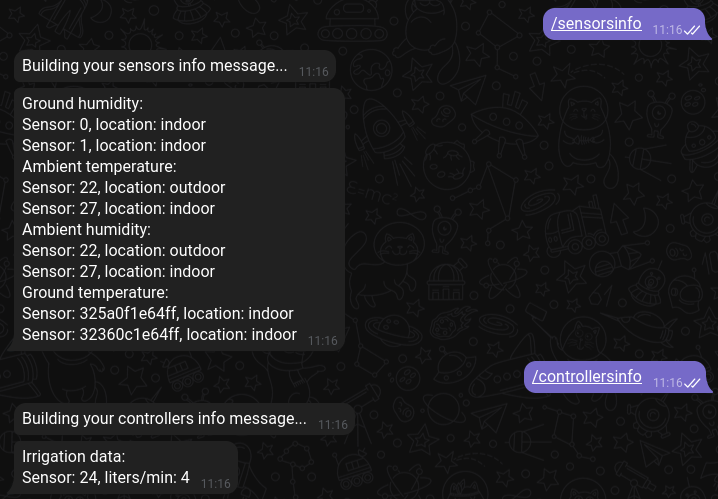 /sensorsinfo 11:16
Building your sensors info message... 11:16
Ground humidity:
Sensor: 0, location: indoor
Sensor: 1, location: indoor
Ambient temperature:
Sensor: 22, location: outdoor
Sensor: 27, location: indoor
Ambient humidity:
Sensor: 22, location: outdoor
Sensor: 27, location: indoor
Ground temperature:
Sensor: 325a0f1e64ff, location: indoor
Sensor: 32360c1e64ff, location: indoor 11:16
/controllersinfo 11:16
Building your controllers info message... 11:16
Irrigation data:
Sensor: 24, liters/min: 4 11:16